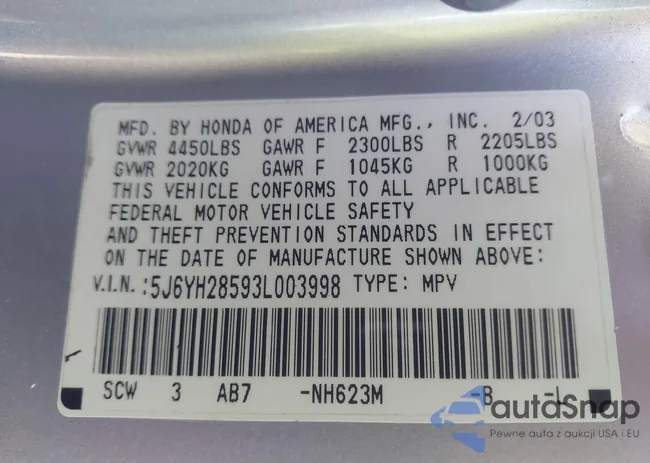 MFD. BY HONDA OF AMERICA MFG., INC. 2/03
GVWR 4450LBS GAWR F 2300LBS R 2205LBS
GVWR 2020KG GAWR F 1045KG R 1000KG
THIS VEHICLE CONFORMS TO ALL APPLICABLE
FEDERAL MOTOR VEHICLE SAFETY
AND THEFT PREVENTION STANDARDS IN EFFECT
ON THE DATE OF MANUFACTURE SHOWN ABOVE:
V.I.N.:5J6YH28593L003998 TYPE: MPV
SCW 3 AB7 -NH623M -B -L
autoSnap
Pewne auta z aukcji USA i EU